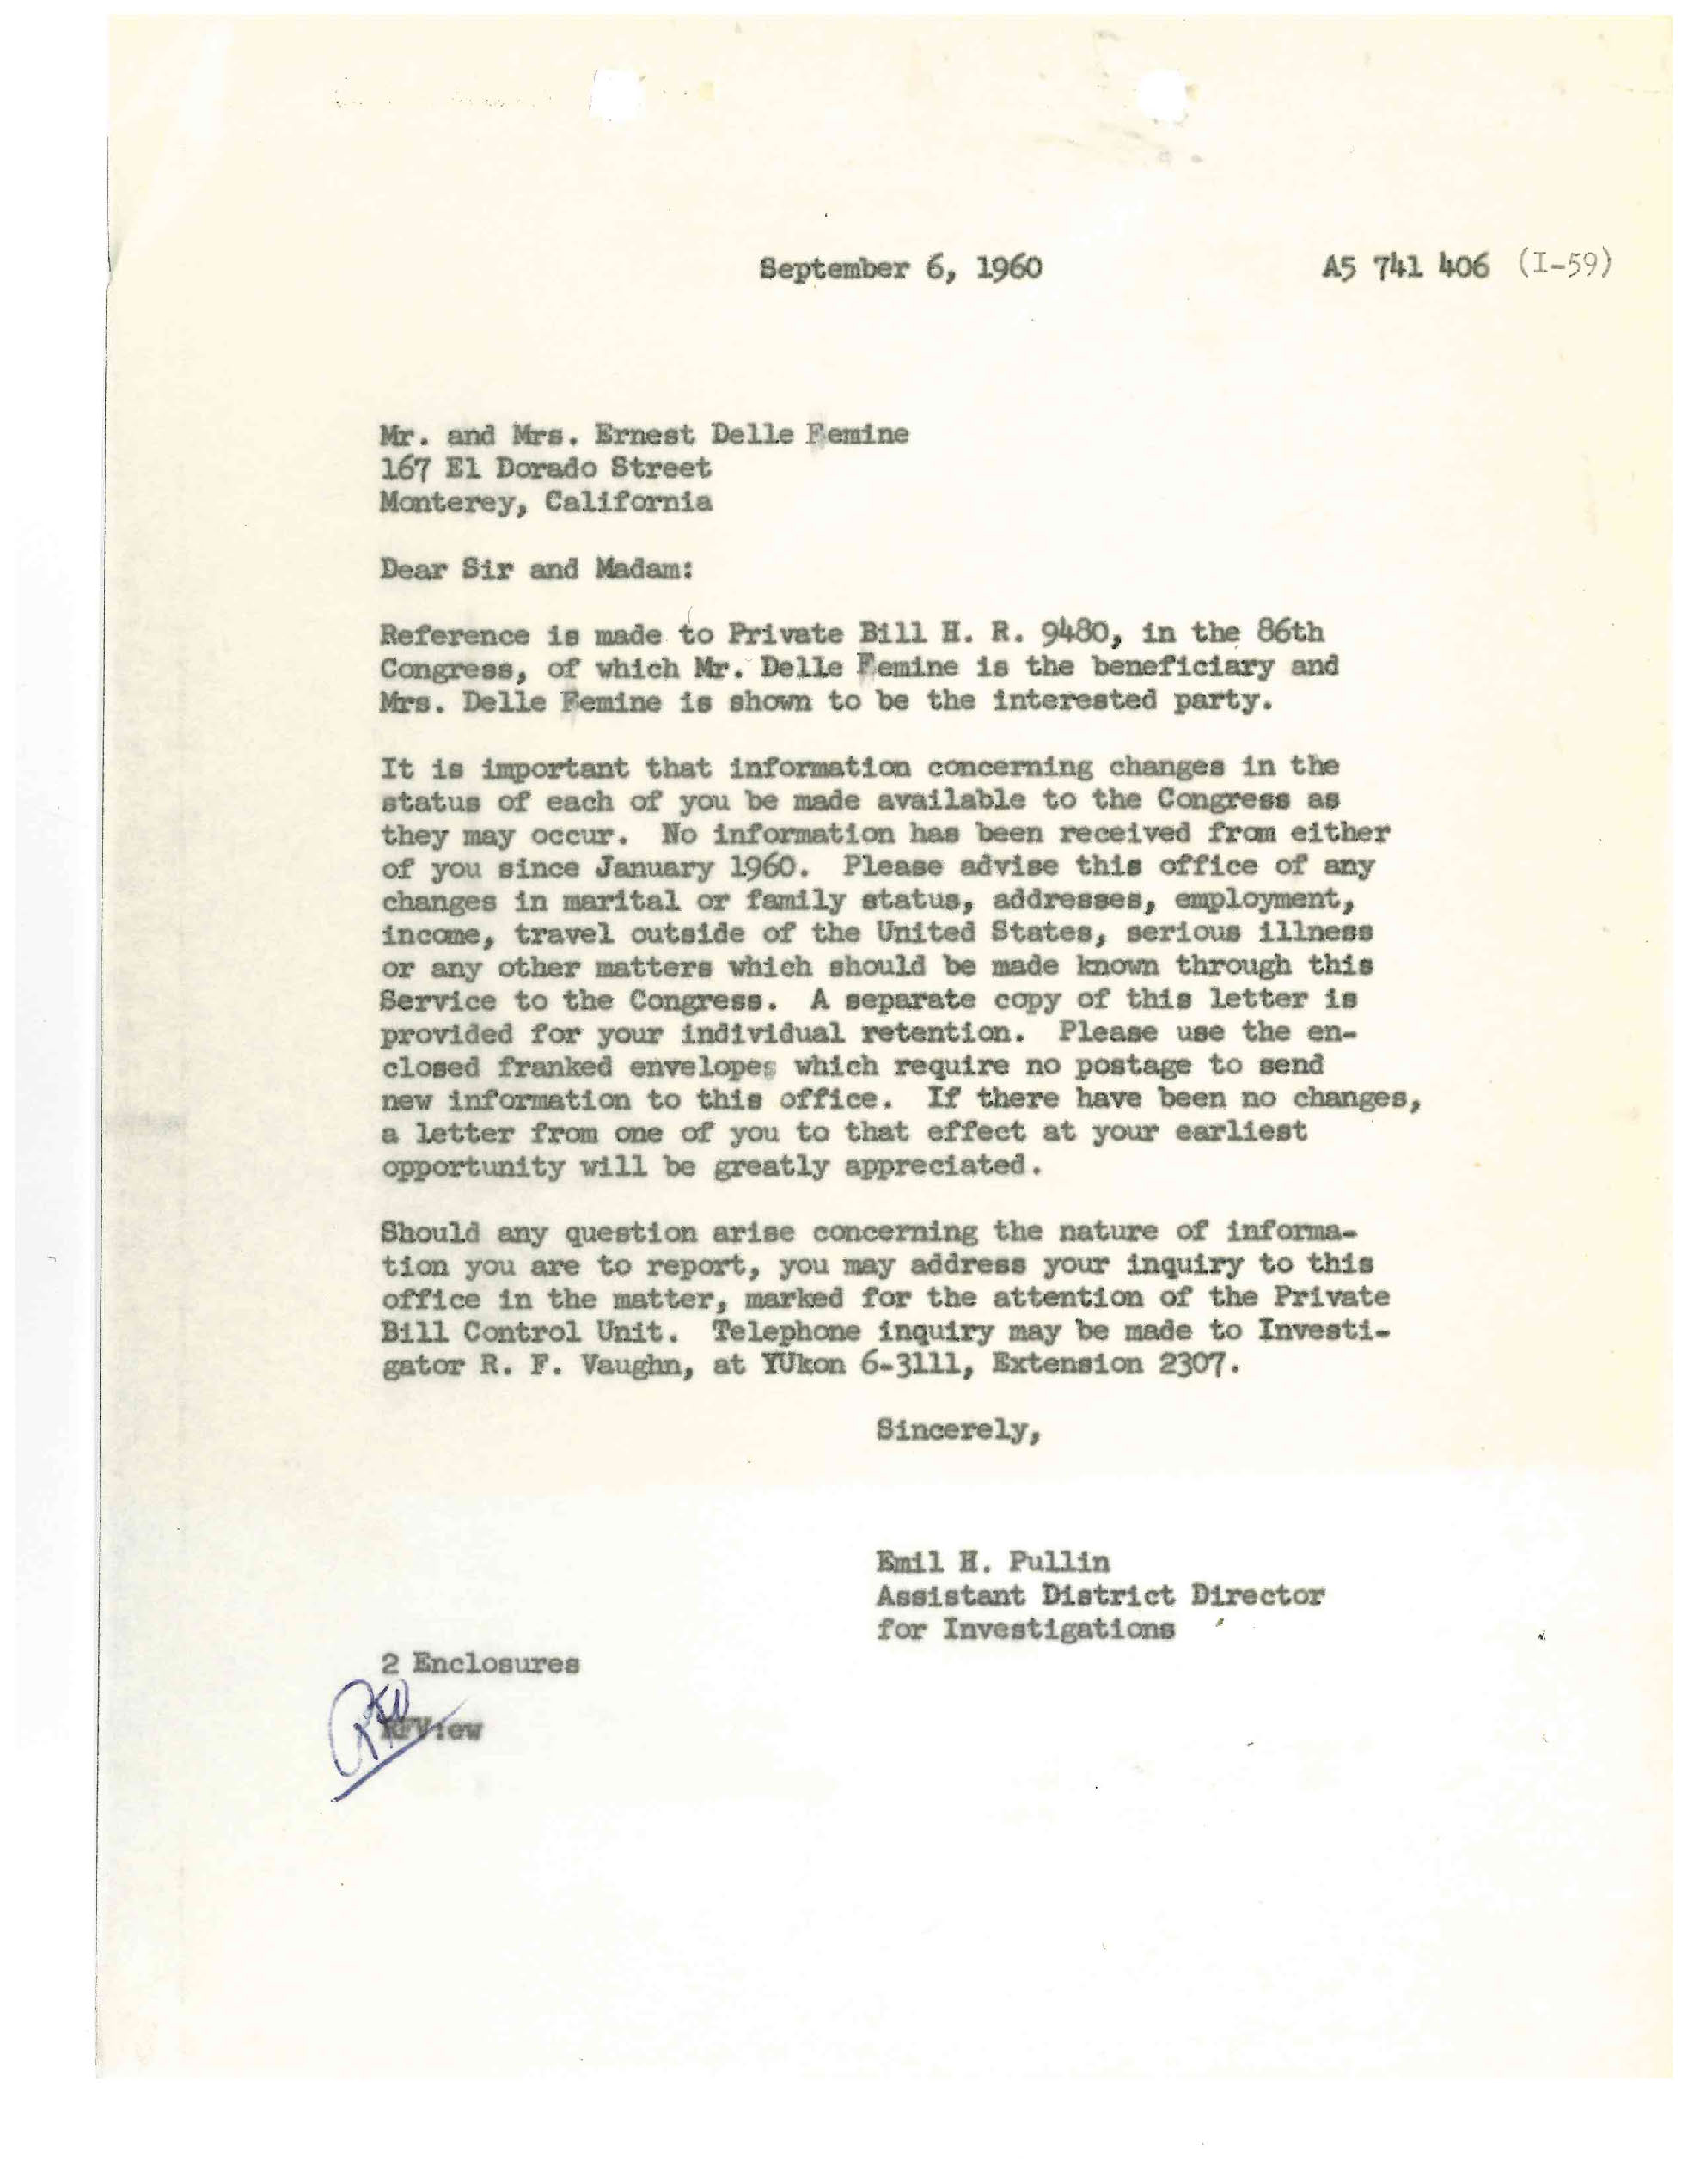 September 6, 1960 A5 741 406 (I-59)
Mr. and Mrs. Ernest Delle Femine
167 El Dorado Street
Monterey, California
Dear Sir and Madam:
Reference is made to Private Bill H. R. 9480, in the 86th
Congress, of which Mr. Delle Femine is the beneficiary and
Mrs. Delle Femine is shown to be the interested party.
It is important that information concerning changes in the
status of each of you be made available to the Congress as
they may occur. No information has been received from either
of you since January 1960. Please advise this office of any
changes in marital or family status, addresses, employment,
income, travel outside of the United States, serious illness
or any other matters which should be made known through this
Service to the Congress. A separate copy of this letter is
provided for your individual retention. Please use the en-
closed franked envelopes which require no postage to send
new information to this office. If there have been no changes,
a letter from one of you to that effect at your earliest
opportunity will be greatly appreciated.
Should any question arise concerning the nature of informa-
tion you are to report, you may address your inquiry to this
office in the matter, marked for the attention of the Private
Bill Control Unit. Telephone inquiry may be made to Investi-
gator R. F. Vaughn, at YUkon 6-3111, Extension 2307.
Sincerely,
Emil H. Pullin
Assistant District Director
for Investigations
2 Enclosures
RFV:ew